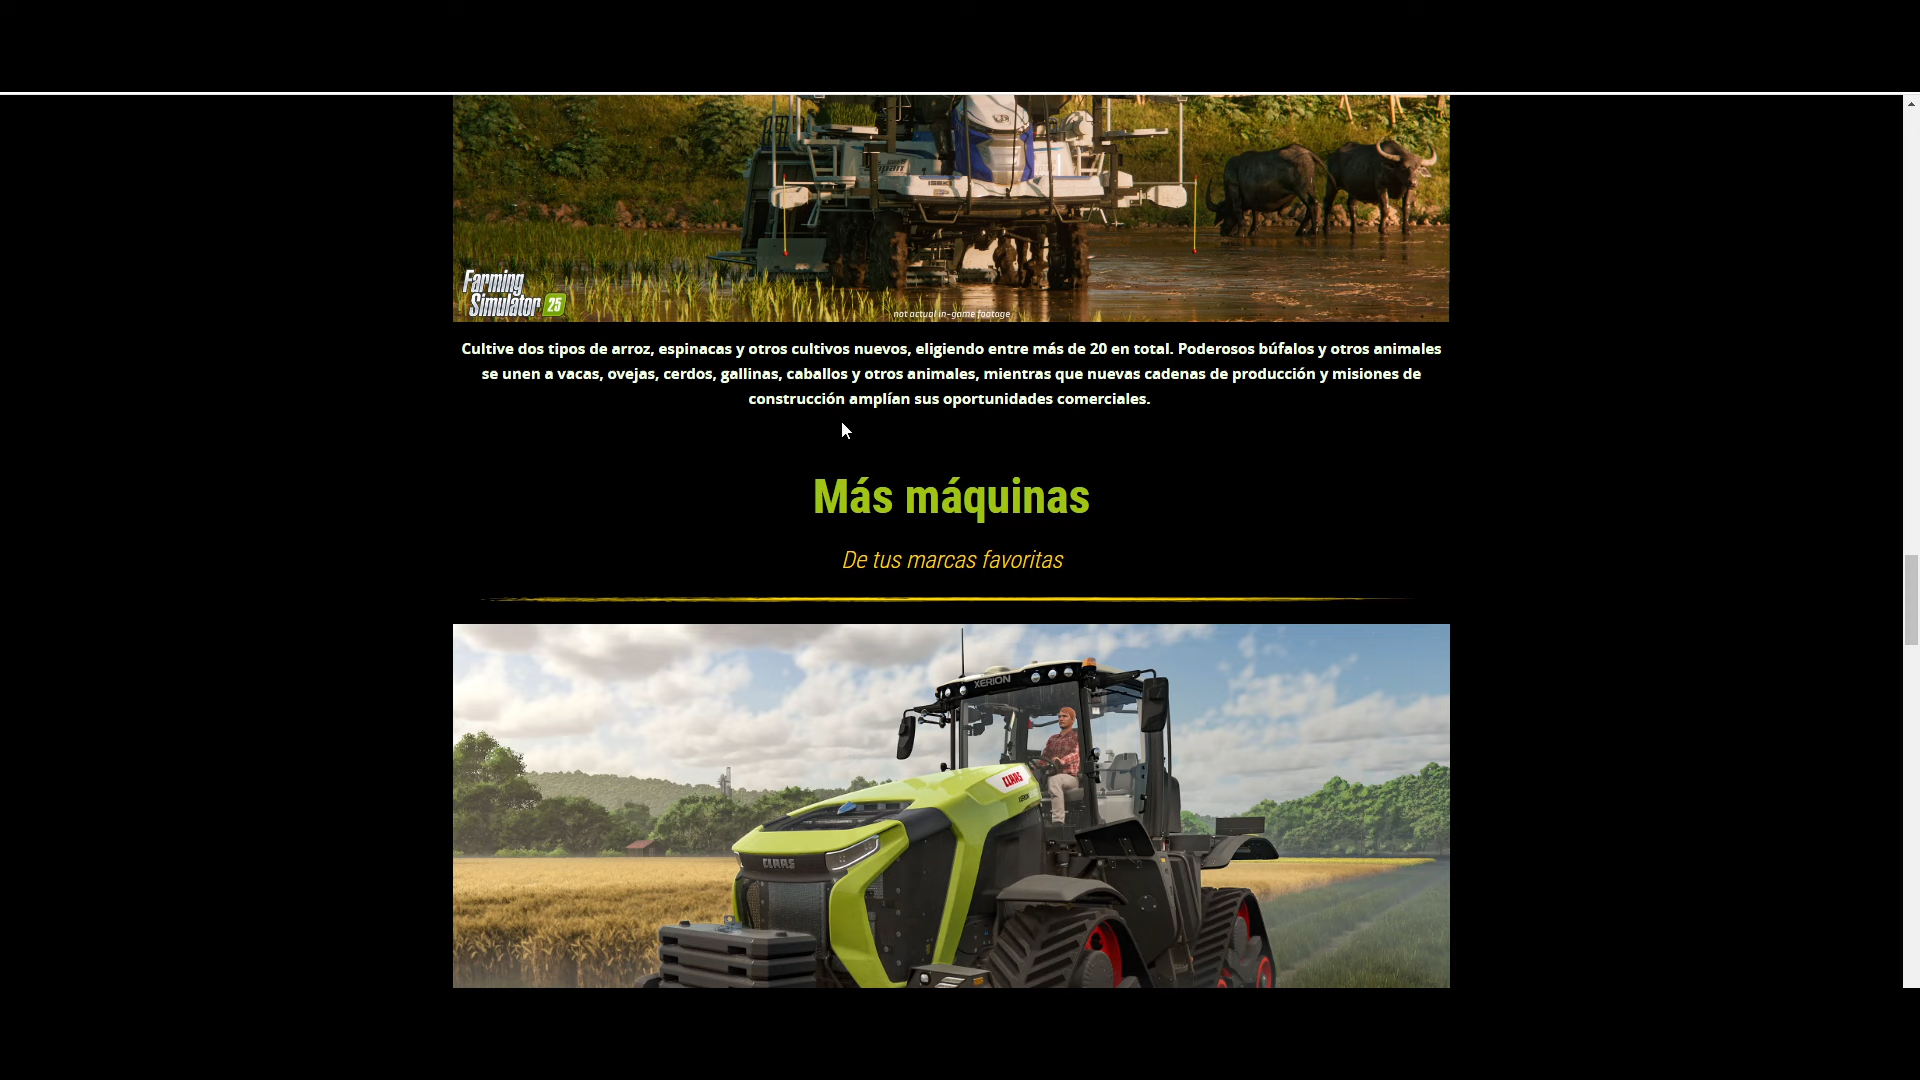 Farming
Simulator 25
not actual in-game footage
Cultive dos tipos de arroz, espinacas y otros cultivos nuevos, eligiendo entre más de 20 en total. Poderosos búfalos y otros animales
se unen a vacas, ovejas, cerdos, gallinas, caballos y otros animales, mientras que nuevas cadenas de producción y misiones de
construcción amplían sus oportunidades comerciales.
Más máquinas
De tus marcas favoritas
XERION
CLAAS
XERION
CLAAS